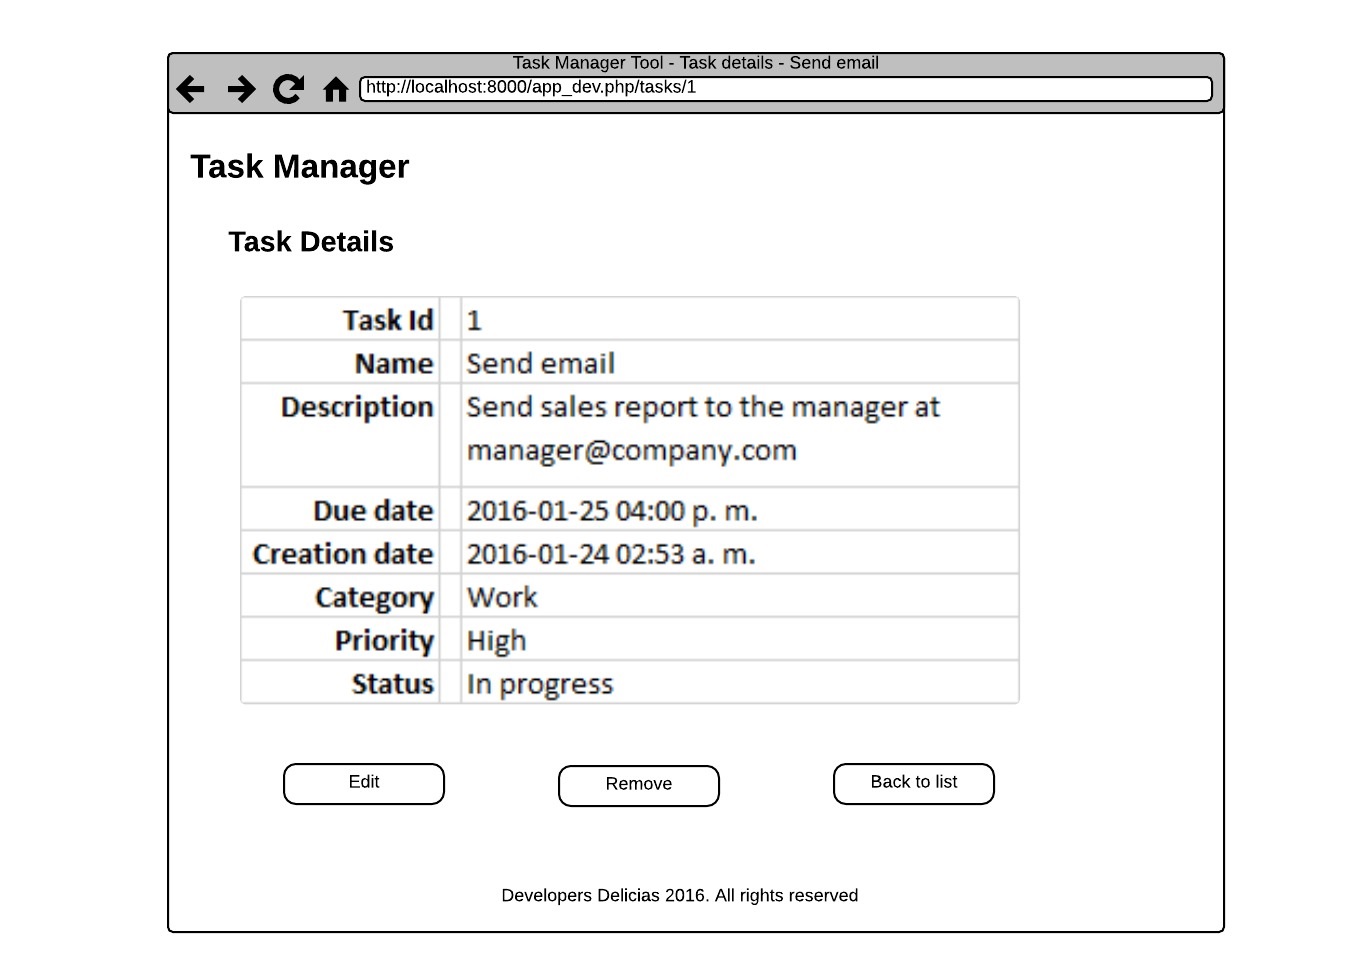 Task Manager Tool - Task details - Send email
http://localhost:8000/app_dev.php/tasks/1
Task Manager
Task Details
Task Id 1
Name Send email
Description Send sales report to the manager at
manager@company.com
Due date 2016-01-25 04:00 p. m.
Creation date 2016-01-24 02:53 a. m.
Category Work
Priority High
Status In progress
Edit Remove Back to list
Developers Delicias 2016. All rights reserved